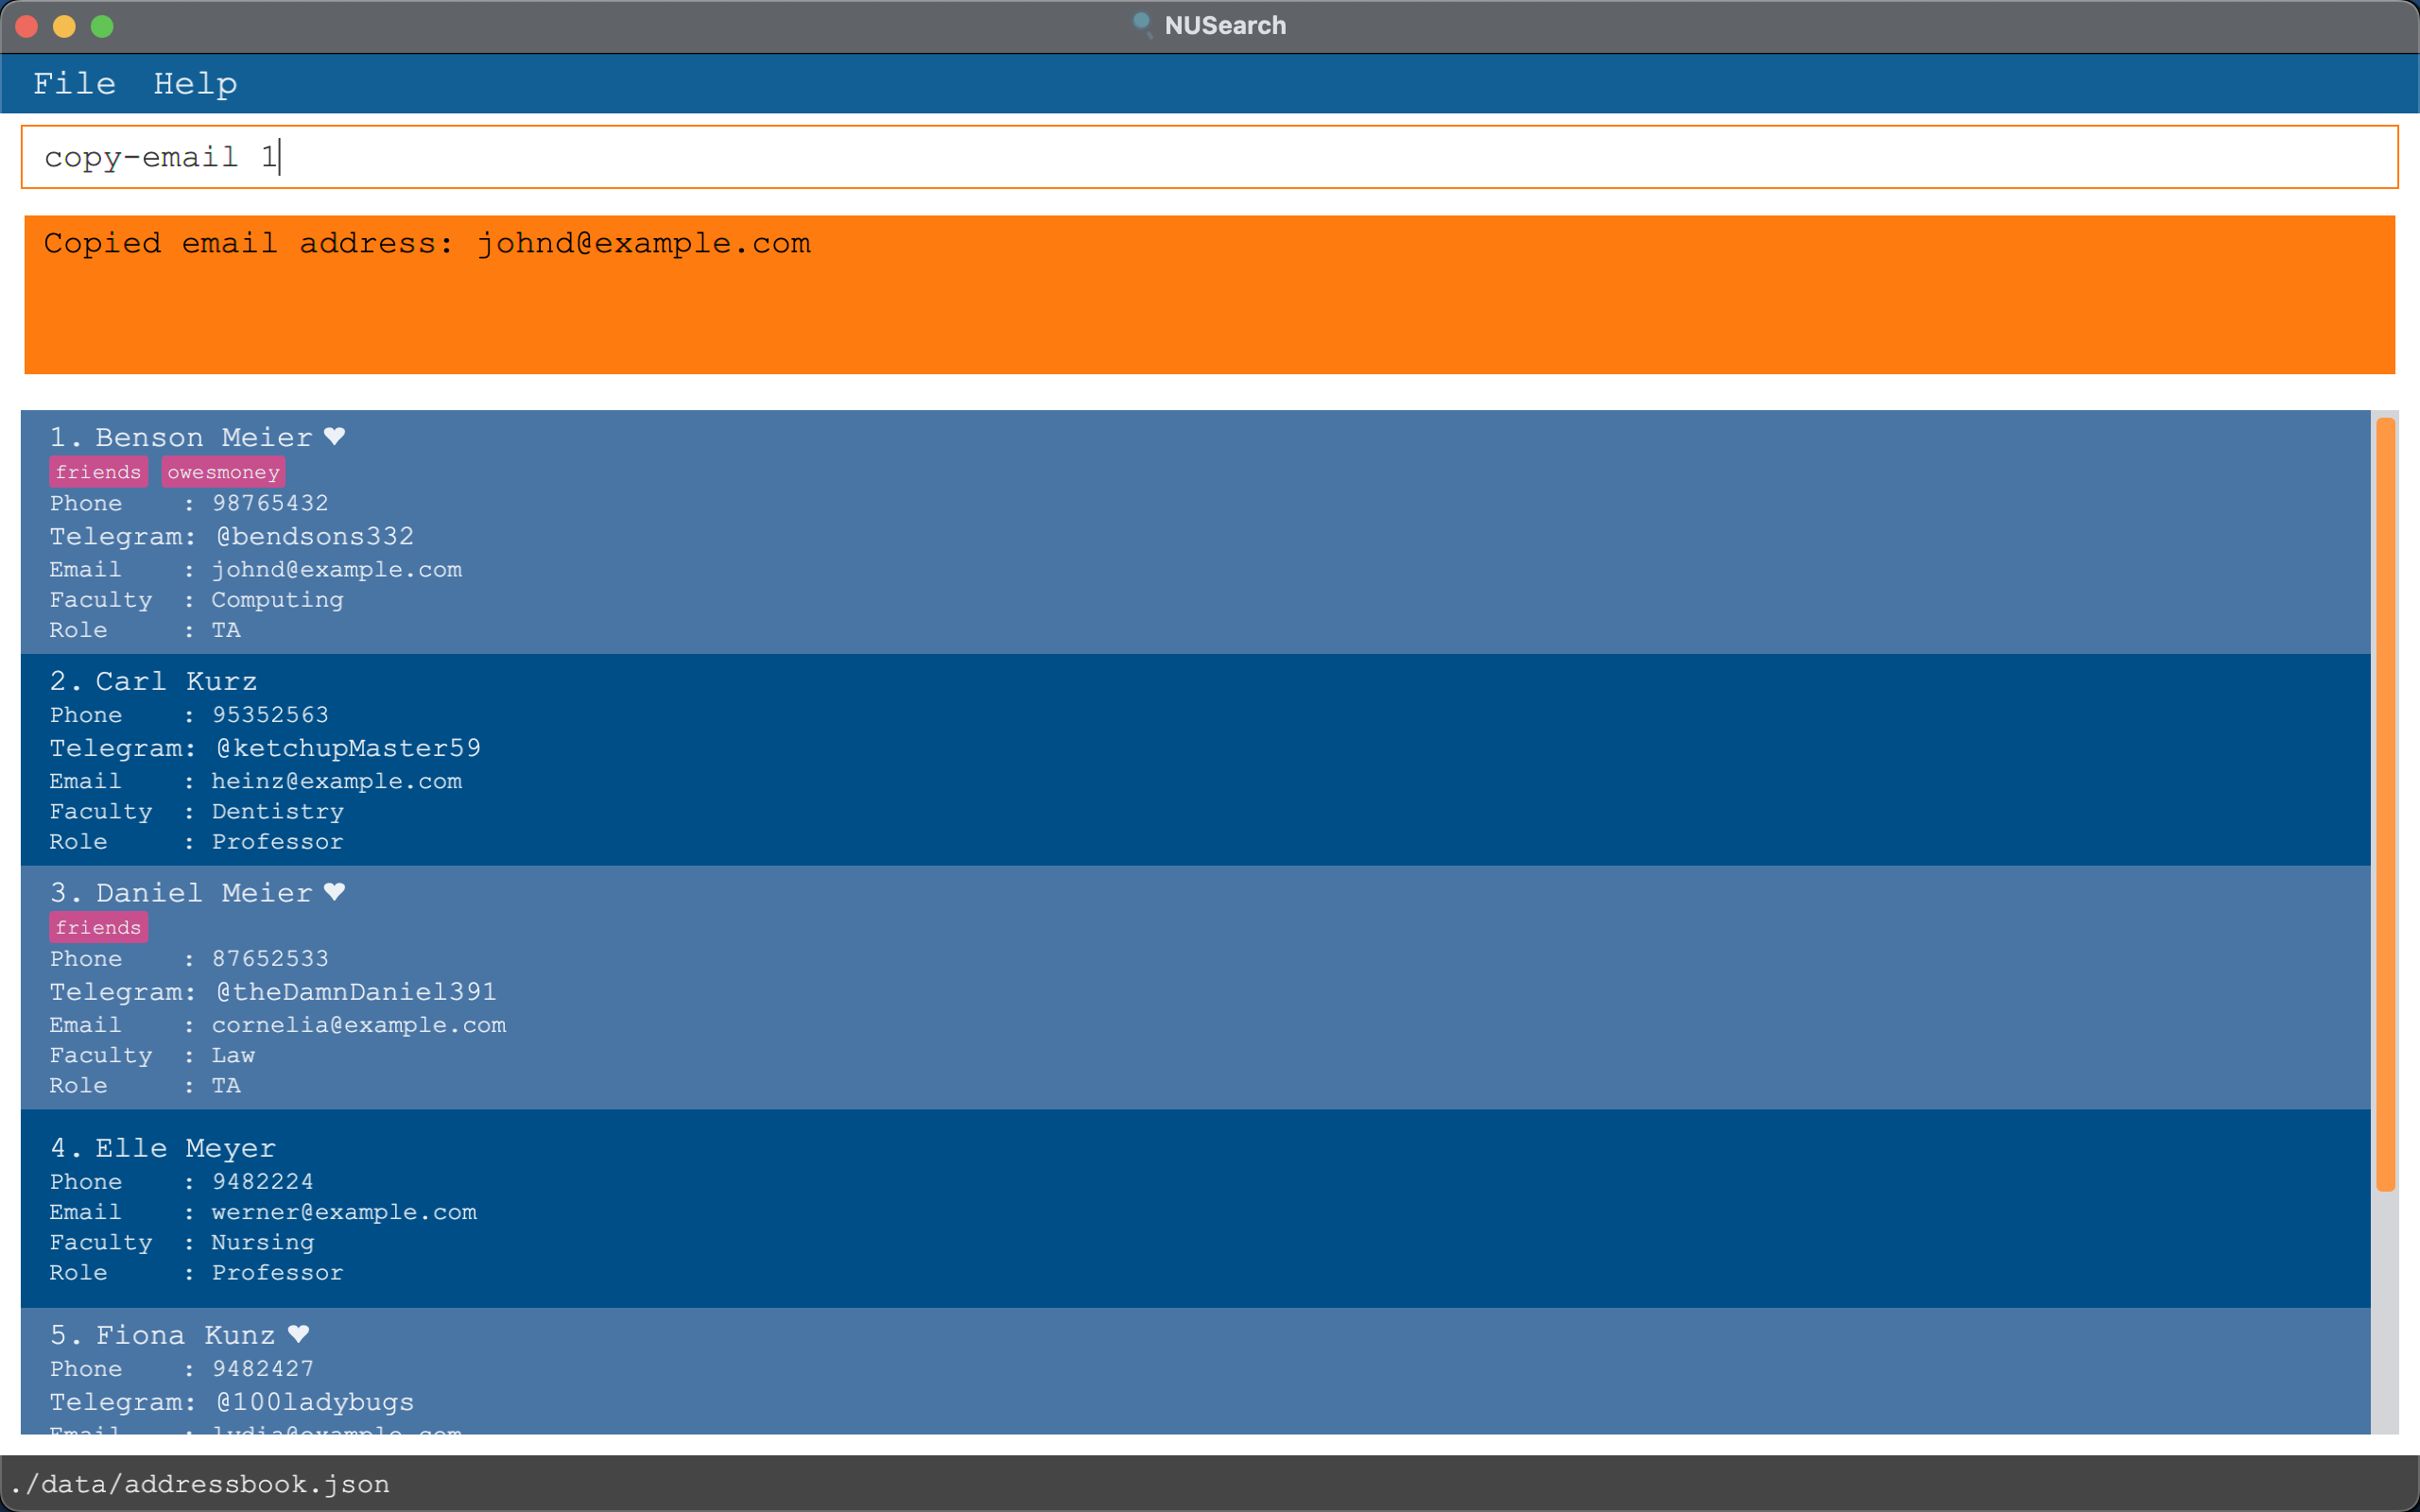 NUSearch
File Help
copy-email 1
Copied email address: johnd@example.com
1. Benson Meier ♥
friends owesmoney
Phone : 98765432
Telegram: @bendsons332
Email : johnd@example.com
Faculty : Computing
Role : TA
2. Carl Kurz
Phone : 95352563
Telegram: @ketchupMaster59
Email : heinz@example.com
Faculty : Dentistry
Role : Professor
3. Daniel Meier ♥
friends
Phone : 87652533
Telegram: @theDamnDaniel391
Email : cornelia@example.com
Faculty : Law
Role : TA
4. Elle Meyer
Phone : 9482224
Email : werner@example.com
Faculty : Nursing
Role : Professor
5. Fiona Kunz ♥
Phone : 9482427
Telegram: @100ladybugs
Email : lydia@example.com
./data/addressbook.json